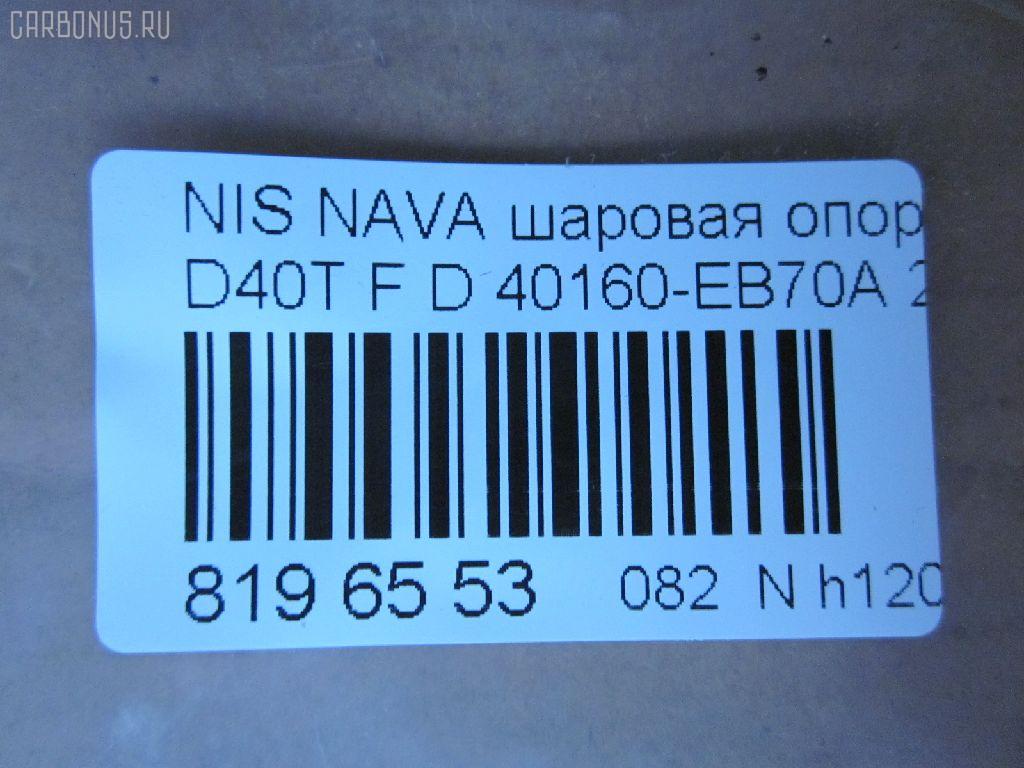 CARBONUS.RU
NIS NAVA шаровая опор
D40T F D 40160-EB70A 2
819 65 53 082 N h120